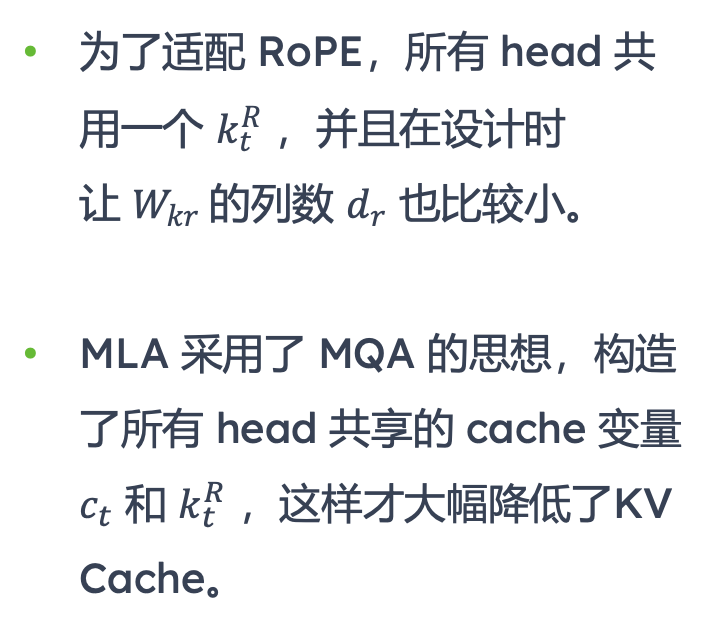 • 为了适配 RoPE，所有 head 共
用一个 $k_t^R$ ，并且在设计时
让 $W_{kr}$ 的列数 $d_r$ 也比较小。
• MLA 采用了 MQA 的思想，构造
了所有 head 共享的 cache 变量
$c_t$ 和 $k_t^R$ ，这样才大幅降低了KV
Cache。